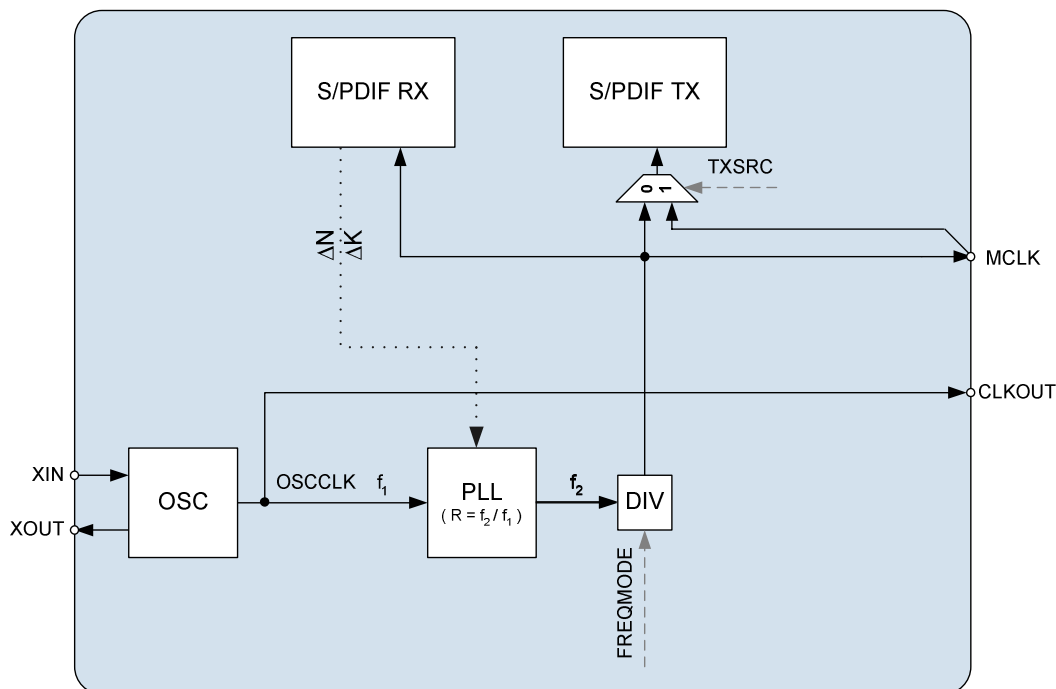 S/PDIF RX
S/PDIF TX
TXSRC
0
1
ΔN
ΔK
MCLK
CLKOUT
XIN
XOUT
OSC
OSCCLK f₁
PLL
( R = f₂ / f₁ )
f₂
DIV
FREQMODE